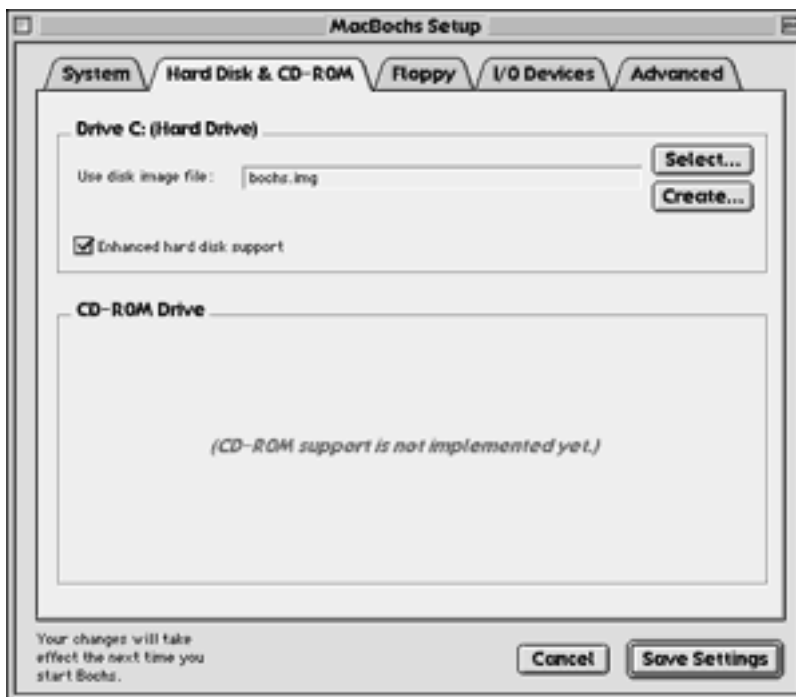 MacBochs Setup
System Hard Disk & CD-ROM Floppy I/O Devices Advanced
Drive C: (Hard Drive)
Select...
Use disk image file: bochs.img
Create...
Enhanced hard disk support
CD-ROM Drive
(CD-ROM support is not implemented yet.)
Your changes will take
effect the next time you
start Bochs.
Cancel Save Settings